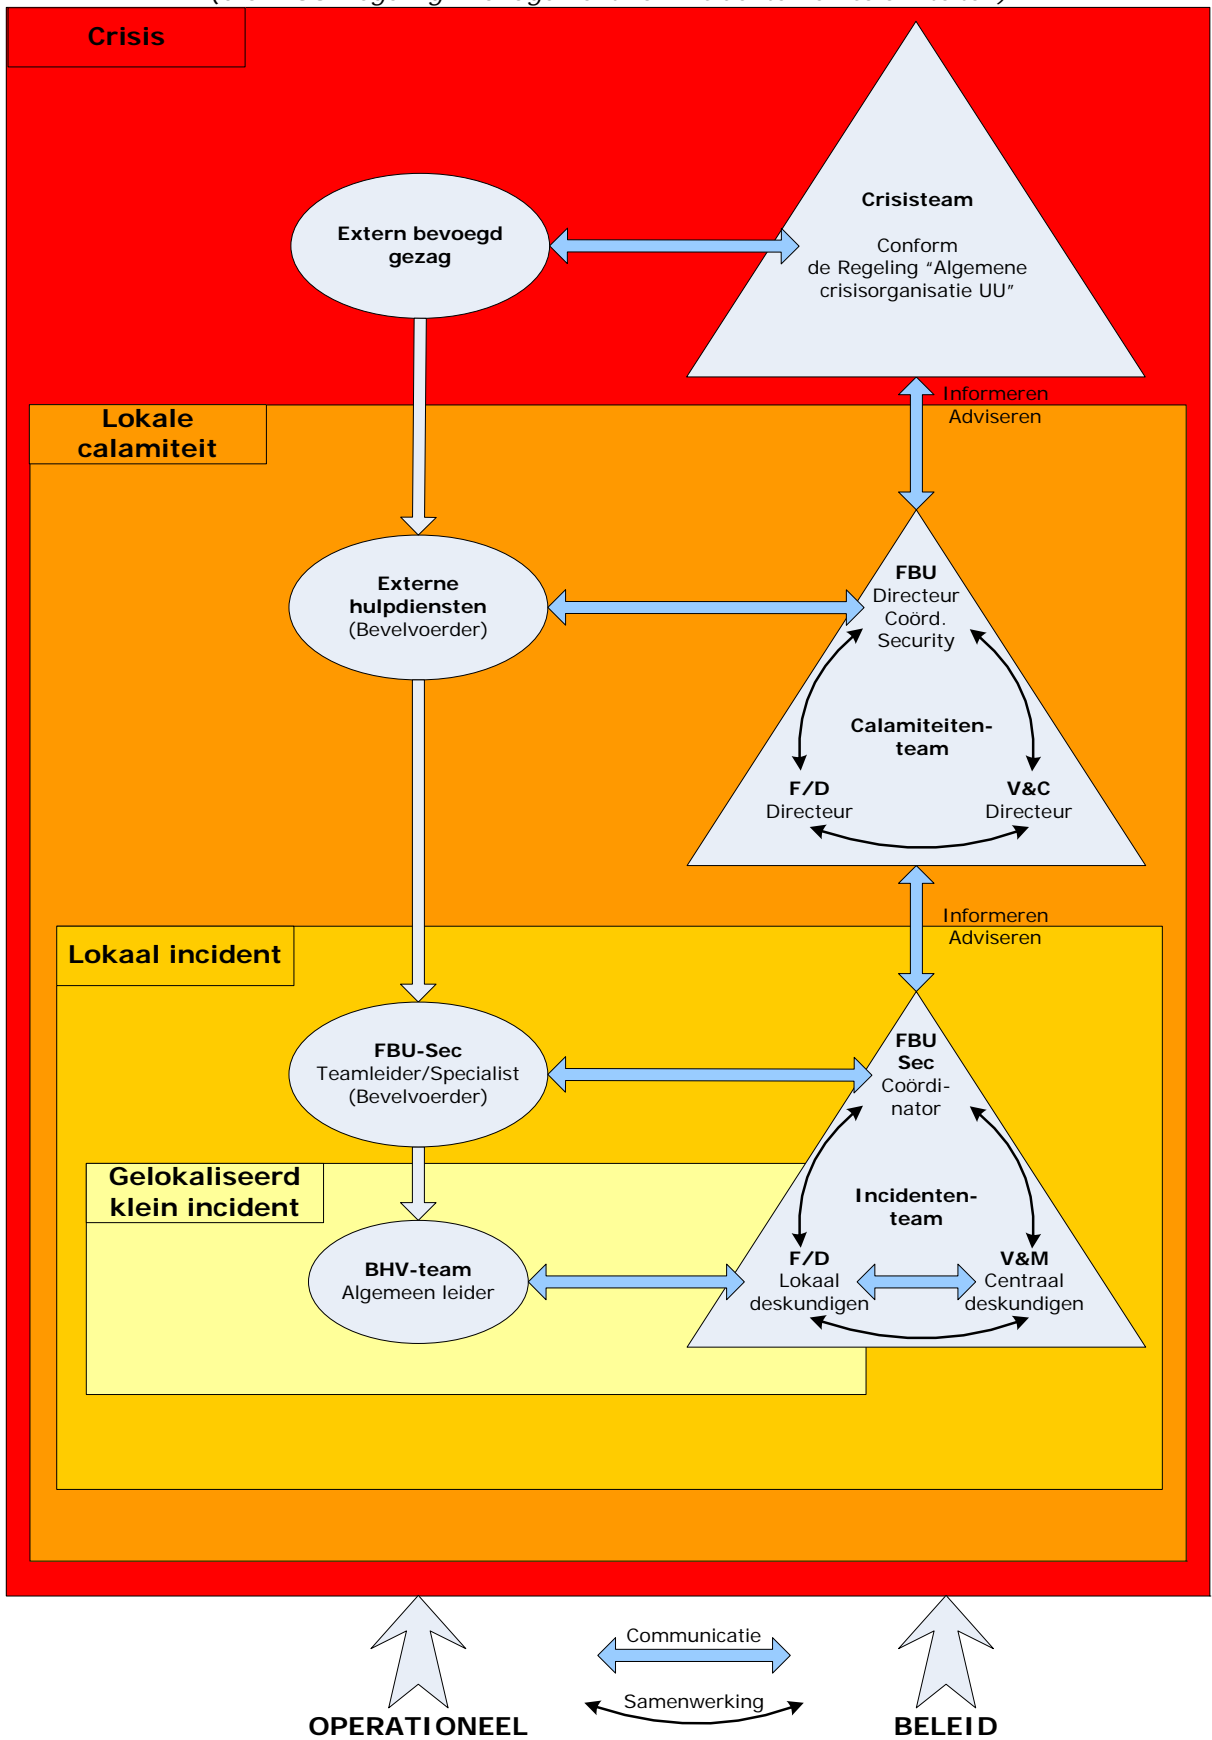 Crisis
Crisisteam
Conform
de Regeling “Algemene
crisisorganisatie UU”
Extern bevoegd
gezag
Informeren
Adviseren
Lokale
calamiteit
Externe
hulpdiensten
(Bevelvoerder)
FBU
Directeur
Coörd.
Security
Calamiteiten-
team
F/D
Directeur
V&C
Directeur
Informeren
Adviseren
Lokaal incident
FBU-Sec
Teamleider/Specialist
(Bevelvoerder)
FBU
Sec
Coördi-
nator
Gelokaliseerd
klein incident
Incidenten-
team
BHV-team
Algemeen leider
F/D
Lokaal
deskundigen
V&M
Centraal
deskundigen
Communicatie
Samenwerking
OPERATIONEEL
BELEID